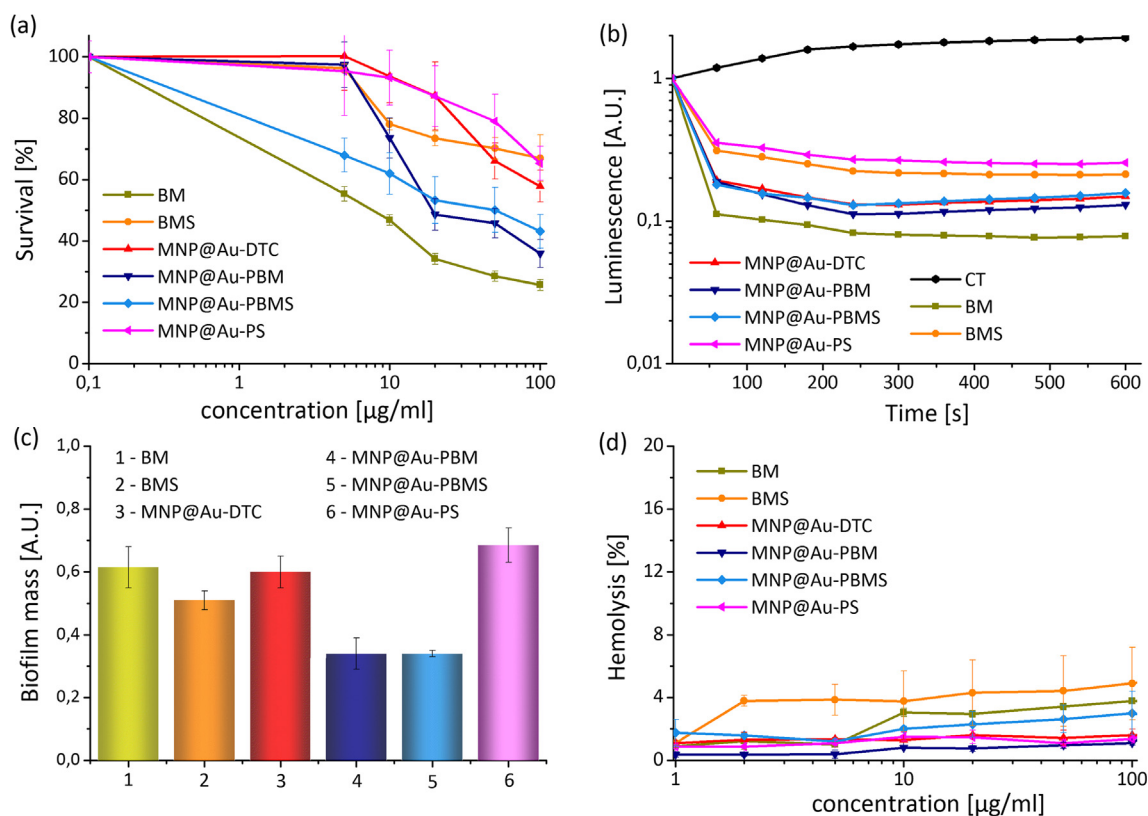 (a)
100
80
60
40
20
0
Survival [%]
BM
BMS
MNP@Au-DTC
MNP@Au-PBM
MNP@Au-PBMS
MNP@Au-PS
0,1
1
10
100
concentration [µg/ml]
(b)
1
0,1
0,01
Luminescence [A.U.]
MNP@Au-DTC
MNP@Au-PBM
MNP@Au-PBMS
MNP@Au-PS
CT
BM
BMS
100 200 300 400 500 600
Time [s]
(c)
1,0
0,8
0,6
0,4
0,2
0,0
Biofilm mass [A.U.]
1 - BM
2 - BMS
3 - MNP@Au-DTC
4 - MNP@Au-PBM
5 - MNP@Au-PBMS
6 - MNP@Au-PS
1 2 3 4 5 6
(d)
20
16
12
8
4
0
Hemolysis [%]
BM
BMS
MNP@Au-DTC
MNP@Au-PBM
MNP@Au-PBMS
MNP@Au-PS
1
10
100
concentration [µg/ml]